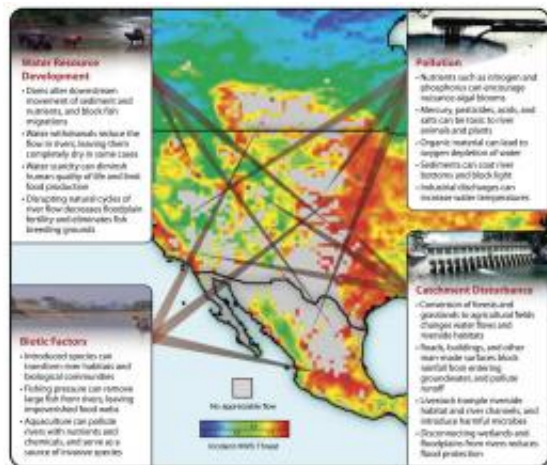 Water Resource
Development
• Dams alter downstream
movement of sediment and
nutrients, and block fish
migrations
• Water withdrawals reduce the
flow in rivers, leaving them
completely dry in some cases
• Water scarcity can diminish
human quality of life and limit
food production
• Disrupting natural cycles of
river flow decreases floodplain
fertility and eliminates fish
breeding grounds
Pollution
• Nutrients such as nitrogen and
phosphorus can encourage
nuisance algal blooms
• Mercury, pesticides, acids, and
salts can be toxic to river
animals and plants
• Organic material can lead to
oxygen depletion of water
• Sediments can coat river
bottoms and block light
• Industrial discharges can
increase water temperatures
Biotic Factors
• Introduced species can
transform river habitats and
biological communities
• Fishing pressure can remove
large fish from rivers, leaving
impoverished food webs
• Aquaculture can pollute
rivers with nutrients and
chemicals, and serve as a
source of invasive species
Catchment Disturbance
• Conversion of forests and
grasslands to agricultural fields
changes water flows and
riverside habitats
• Roads, buildings, and other
man-made surfaces block
rainfall from entering
groundwater, and pollute
runoff
• Livestock trample riverside
habitat and river channels, and
introduce harmful microbes
• Disconnecting wetlands and
floodplains from rivers reduces
flood protection
No appreciable flow
Incident HWS Threat